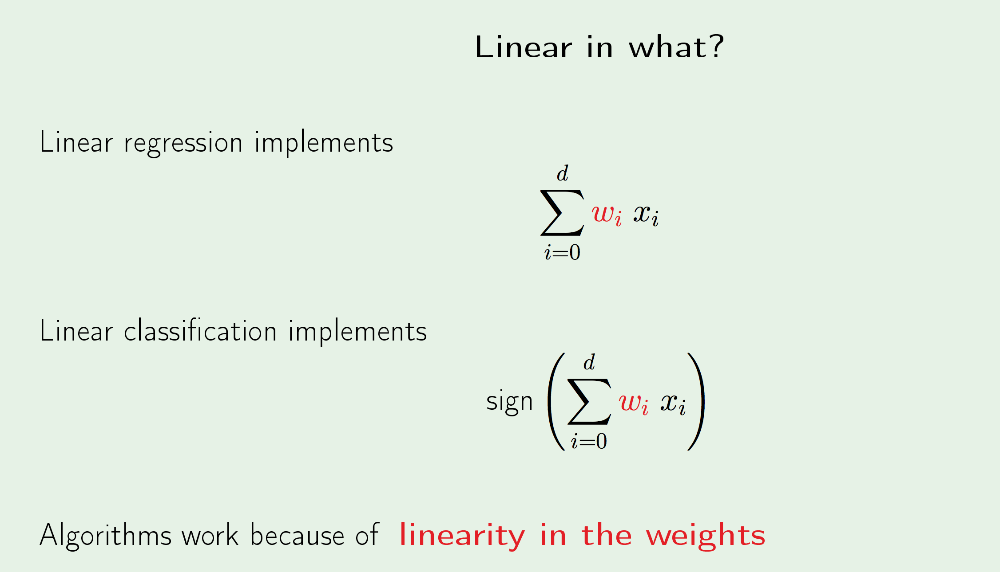 Linear in what?
Linear regression implements
$\sum_{i=0}^{d} w_i \, x_i$
Linear classification implements
$\text{sign}\left(\sum_{i=0}^{d} w_i \, x_i\right)$
Algorithms work because of linearity in the weights